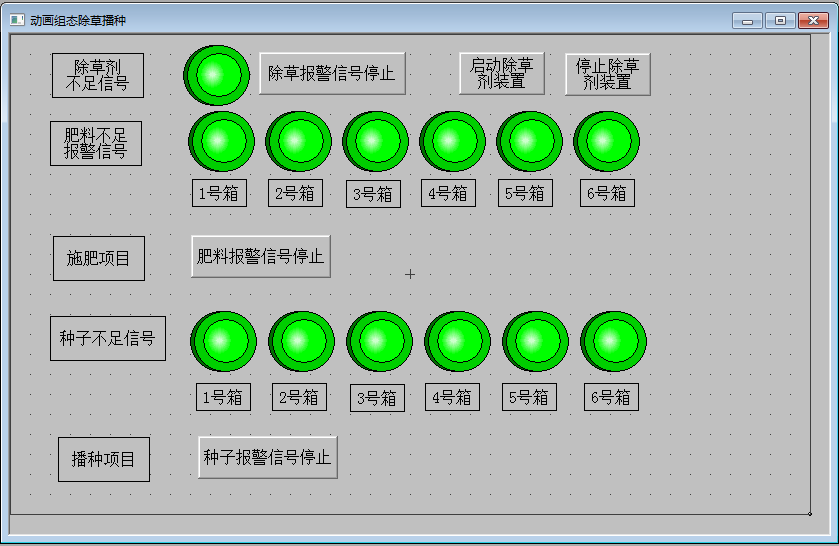 动画组态除草播种
除草剂
不足信号
除草报警信号停止
启动除草
剂装置
停止除草
剂装置
肥料不足
报警信号
1号箱
2号箱
3号箱
4号箱
5号箱
6号箱
施肥项目
肥料报警信号停止
种子不足信号
1号箱
2号箱
3号箱
4号箱
5号箱
6号箱
播种项目
种子报警信号停止